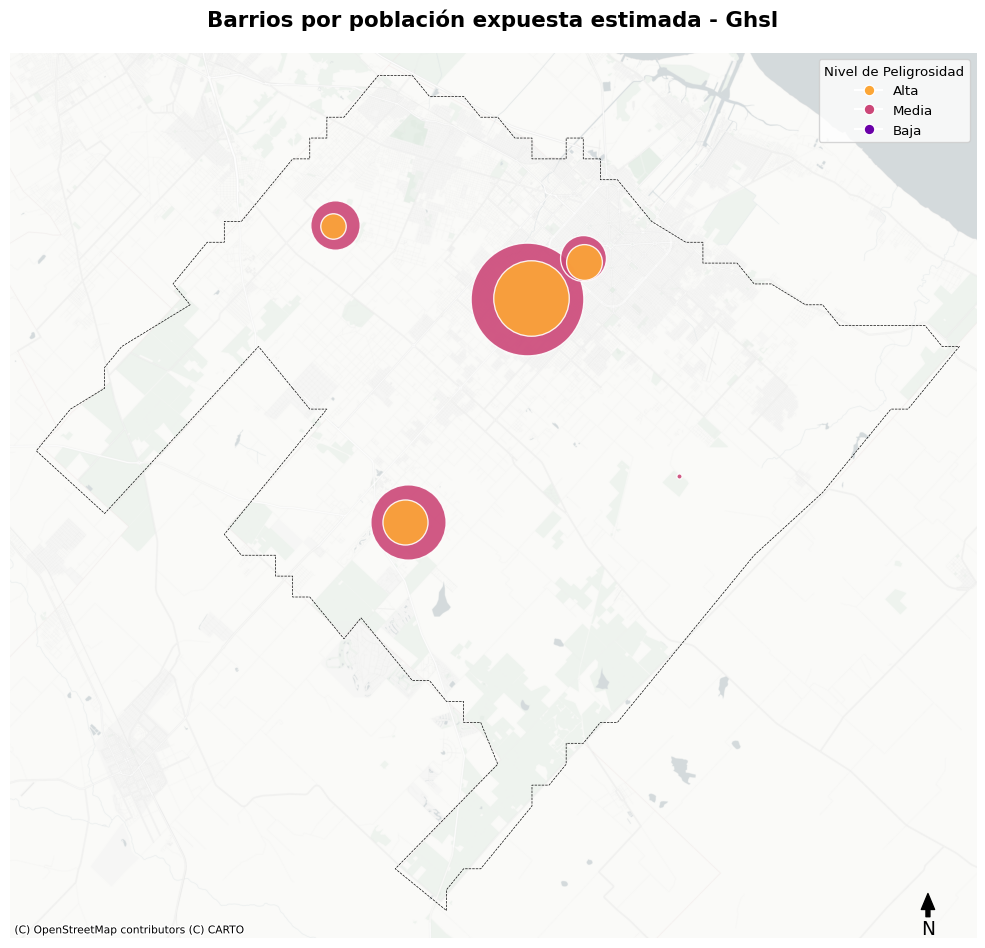 Barrios por población expuesta estimada - Ghsl
Nivel de Peligrosidad
Alta
Media
Baja
N
(C) OpenStreetMap contributors (C) CARTO